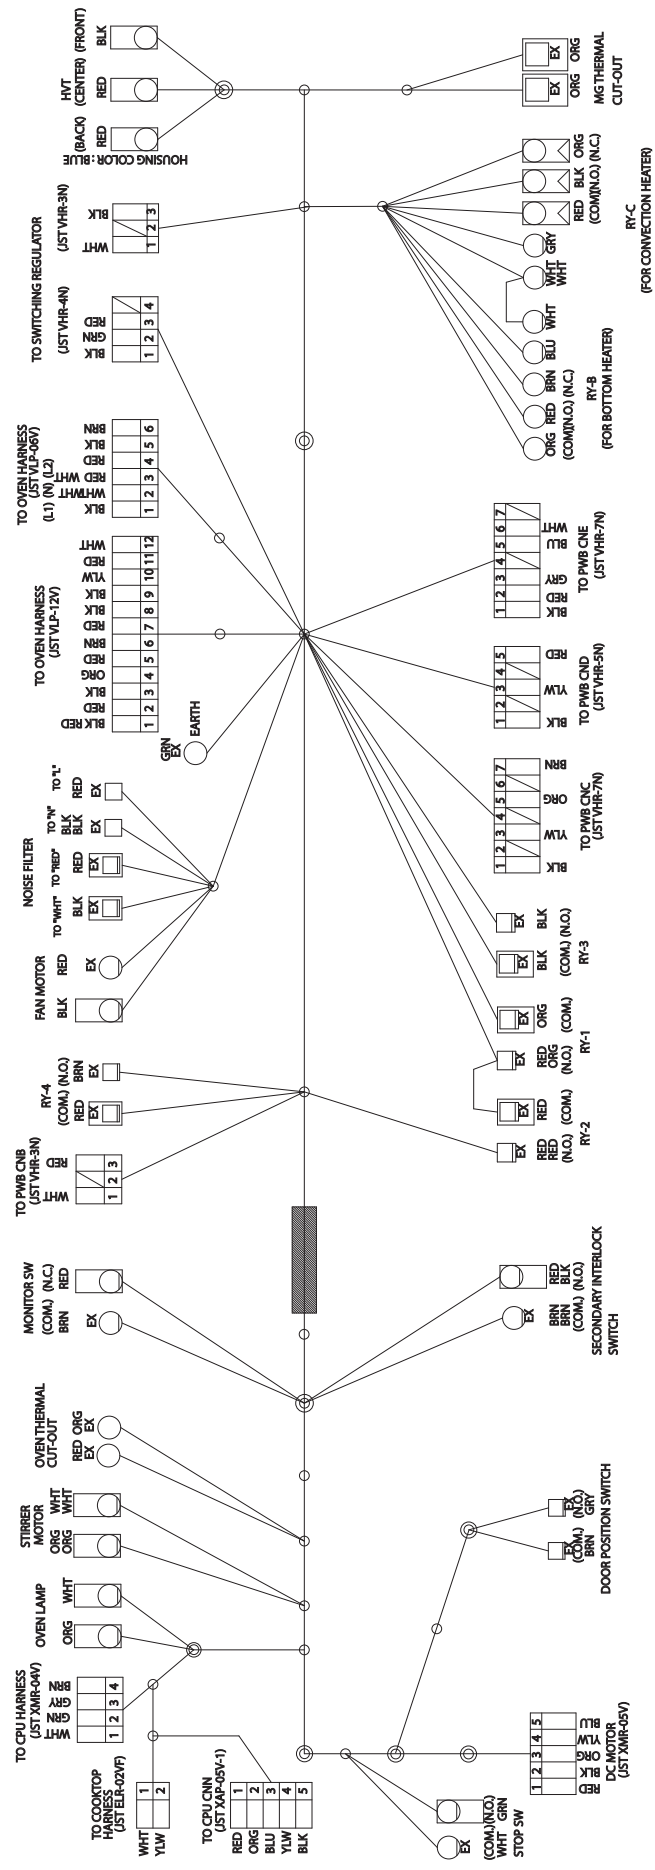 (FRONT)
BLK
HVT
(CENTER)
RED
(BACK)
RED
HOUSING COLOR : BLUE
ORG
EX
ORG
EX
MG THERMAL
CUT-OUT
TO SWITCHING REGULATOR
(JST VHR-3N)
BLK
WHT
1 2 3
(JST VHR-4N)
RED
GRN
BLK
1 2 3 4
ORG (N.C.)
BLK (N.O.)
RED (COM)
RY-C
(FOR CONVECTION HEATER)
GRY
WHT
WHT
WHT
BLU
BRN (N.C.)
RED (N.O.)
ORG (COM)
RY-B
(FOR BOTTOM HEATER)
TO OVEN HARNESS
(JST VLP-06V)
(L1) (N) (L2)
BRN
BLK
RED
RED WHT
WHT WHT
BLK
1 2 3 4 5 6
TO OVEN HARNESS
(JST VLP-12V)
WHT
RED
YLW
BLK
BLK
RED
BRN
RED
ORG
BLK
RED
BLK RED
1 2 3 4 5 6 7 8 9 10 11 12
1 2 3 4 5 6 7
WHT
BLU
GRY
RED
BLK
TO PWB CNE
(JST VHR-7N)
1 2 3 4 5
RED
YLW
BLK
TO PWB CND
(JST VHR-5N)
GRN
EX
EARTH
1 2 3 4 5 6 7
BRN
ORG
YLW
BLK
TO PWB CNC
(JST VHR-7N)
NOISE FILTER
TO "L"
RED
EX
TO "N"
BLK
BLK
EX
TO "RED"
RED
EX
TO "WHT"
BLK
EX
FAN MOTOR
RED
EX
BLK
EX
BLK
(N.O.)
EX
BLK
(COM.)
RY-3
EX
ORG
(COM.)
RY-1
EX
RED
ORG
(N.O.)
EX
RED
(COM.)
RY-2
EX
RED
RED
(N.O.)
RY-4
(N.O.)
BRN
EX
(COM.)
RED
EX
TO PWB CNB
(JST VHR-3N)
RED
WHT
1 2 3
MONITOR SW
(N.C.)
RED
(COM.)
BRN
EX
RED
BLK
(N.O.)
EX
BRN
BRN
(COM.)
SECONDARY INTERLOCK
SWITCH
OVEN THERMAL
CUT-OUT
ORG
EX
RED
EX
STIRRER
MOTOR
WHT
WHT
ORG
ORG
EX
(N.O.)
GRY
EX
(COM.)
BRN
DOOR POSITION SWITCH
OVEN LAMP
WHT
ORG
TO CPU HARNESS
(JST XMR-04V)
BRN
GRY
GRN
WHT
1 2 3 4
TO COOKTOP
HARNESS
(JST ELR-02VF)
1 2
WHT
YLW
TO CPU CNN
(JST XAP-05V-1)
1 2 3 4 5
RED
ORG
BLU
YLW
BLK
EX
(COM.)
WHT
(N.O.)
GRN
STOP SW
1 2 3 4 5
BLU
YLW
ORG
BLK
RED
DC MOTOR
(JST XMR-05V)